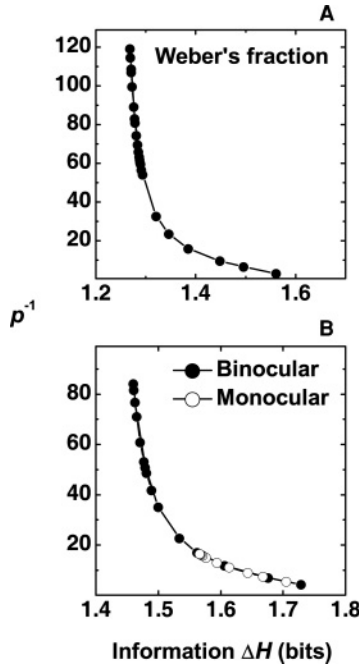 A
Weber's fraction
120
100
80
60
40
20
1.2 1.4 1.6
p⁻¹
B
Binocular
Monocular
80
60
40
20
1.4 1.5 1.6 1.7 1.8
Information ΔH (bits)